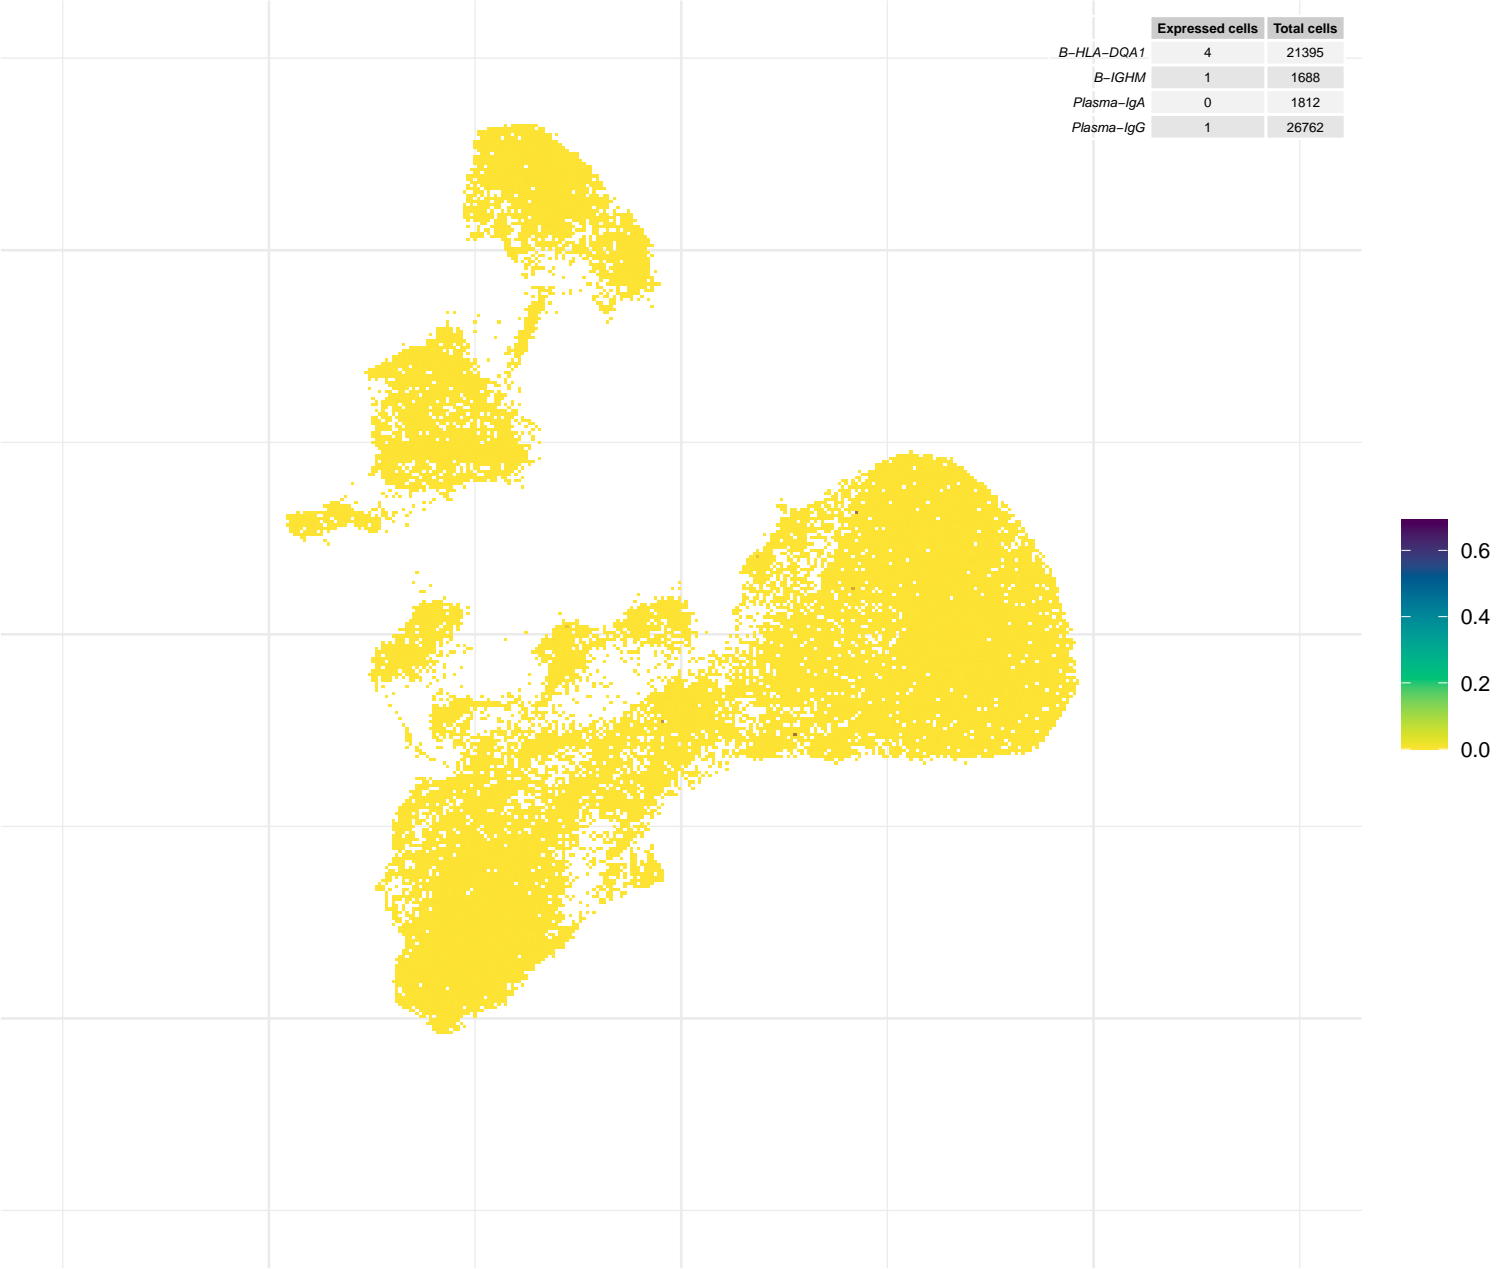 Expressed cells Total cells
B−HLA−DQA1 4 21395
B−IGHM 1 1688
Plasma−IgA 0 1812
Plasma−IgG 1 26762
0.6
0.4
0.2
0.0